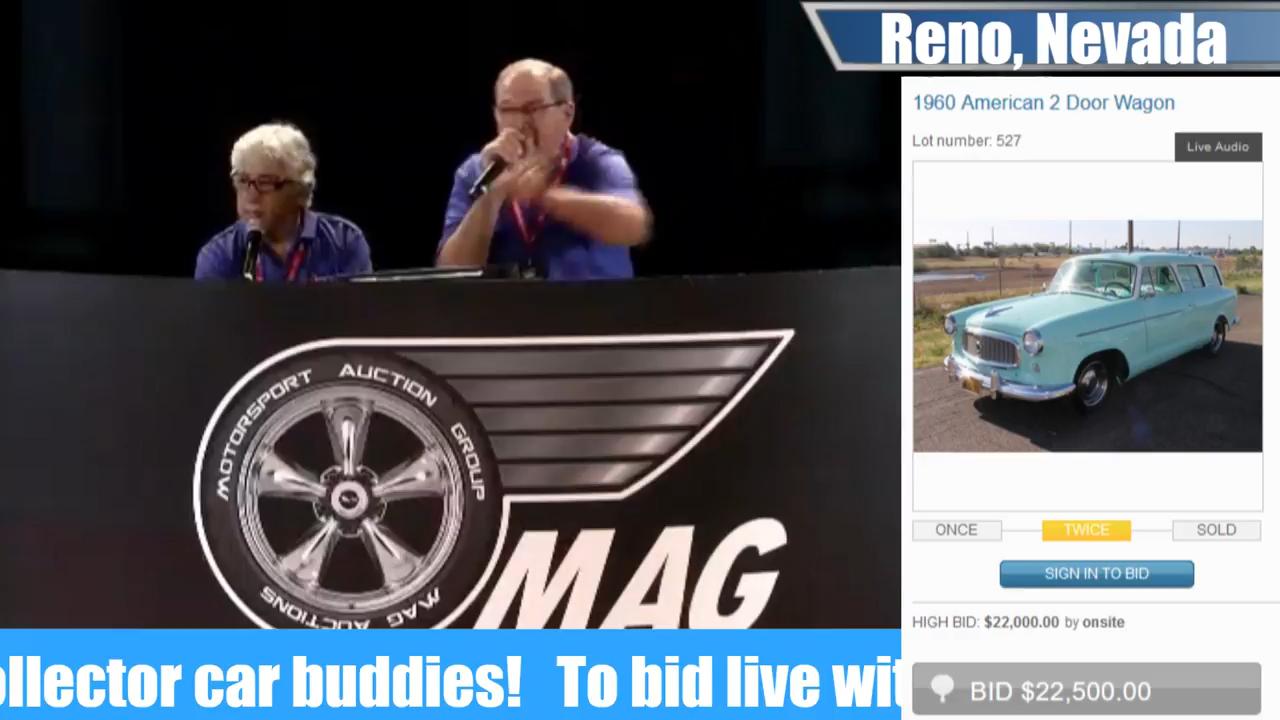 Reno, Nevada
1960 American 2 Door Wagon
Lot number: 527
Live Audio
MOTORSPORT AUCTION GROUP
MAG AUCTIONS
MAG
ONCE
TWICE
SOLD
SIGN IN TO BID
HIGH BID: $22,000.00 by onsite
BID $22,500.00
ollector car buddies! To bid live wit